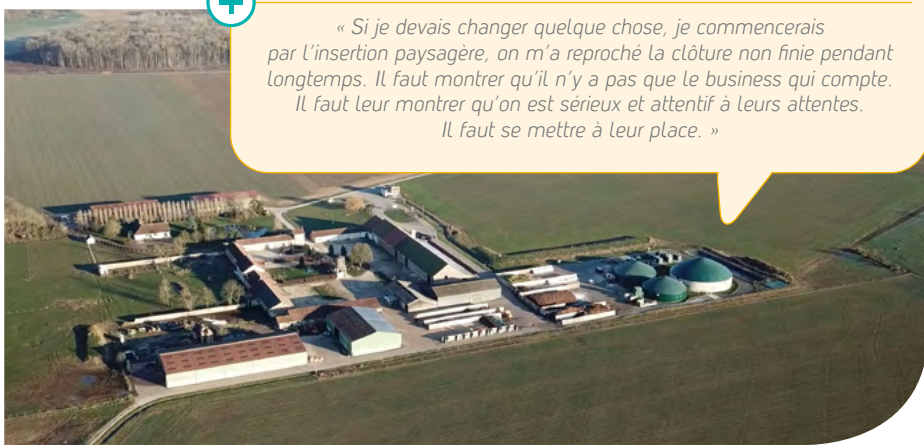 « Si je devais changer quelque chose, je commencerais
par l'insertion paysagère, on m'a reproché la clôture non finie pendant
longtemps. Il faut montrer qu'il n'y a pas que le business qui compte.
Il faut leur montrer qu'on est sérieux et attentif à leurs attentes.
Il faut se mettre à leur place. »